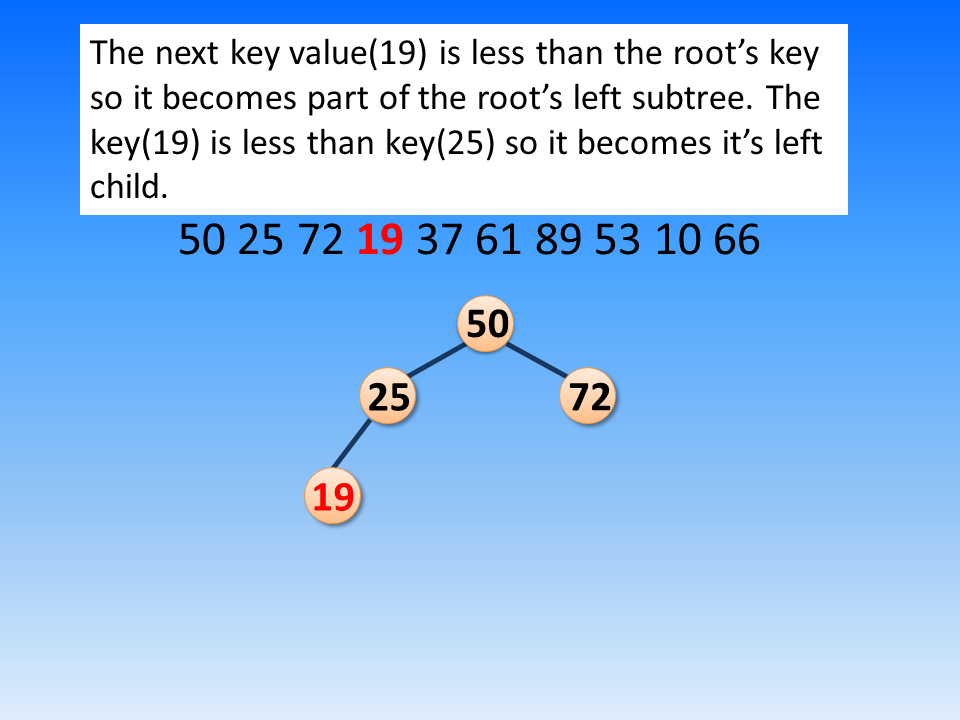 The next key value(19) is less than the root’s key
so it becomes part of the root’s left subtree. The
key(19) is less than key(25) so it becomes it’s left
child.
50 25 72 19 37 61 89 53 10 66
50
25 72
19